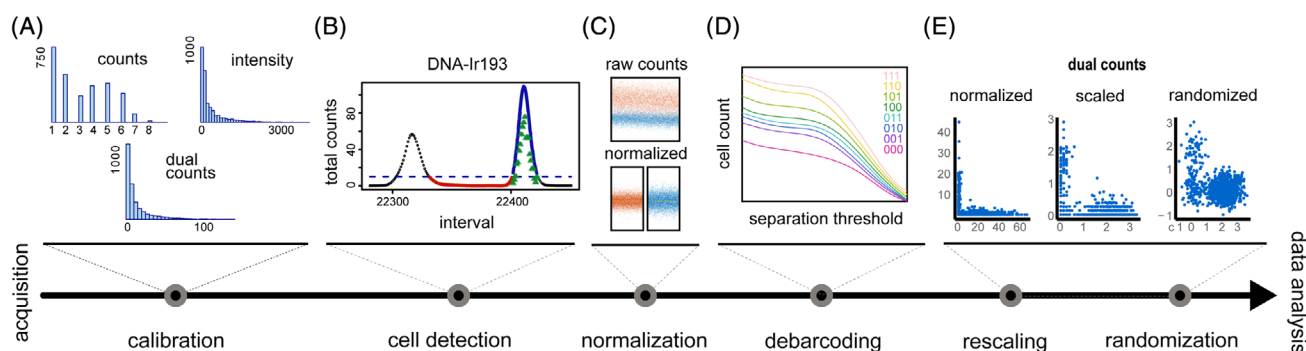 (A)
counts
750
1 2 3 4 5 6 7 8
intensity
1000
0 3000
dual
counts
1000
0 100
(B)
DNA-Ir193
total counts
0 40 80
22300 22400
interval
(C)
raw counts
normalized
(D)
cell count
111
110
101
100
011
010
001
000
separation threshold
(E)
dual counts
normalized scaled randomized
40
30
20
10
0 20 40 60
3
2
1
0
0 1 2 3
3
2
1
0
−1
c 1 0 1 2 3
acquisition
calibration
cell detection
normalization
debarcoding
rescaling
randomization
data analysis